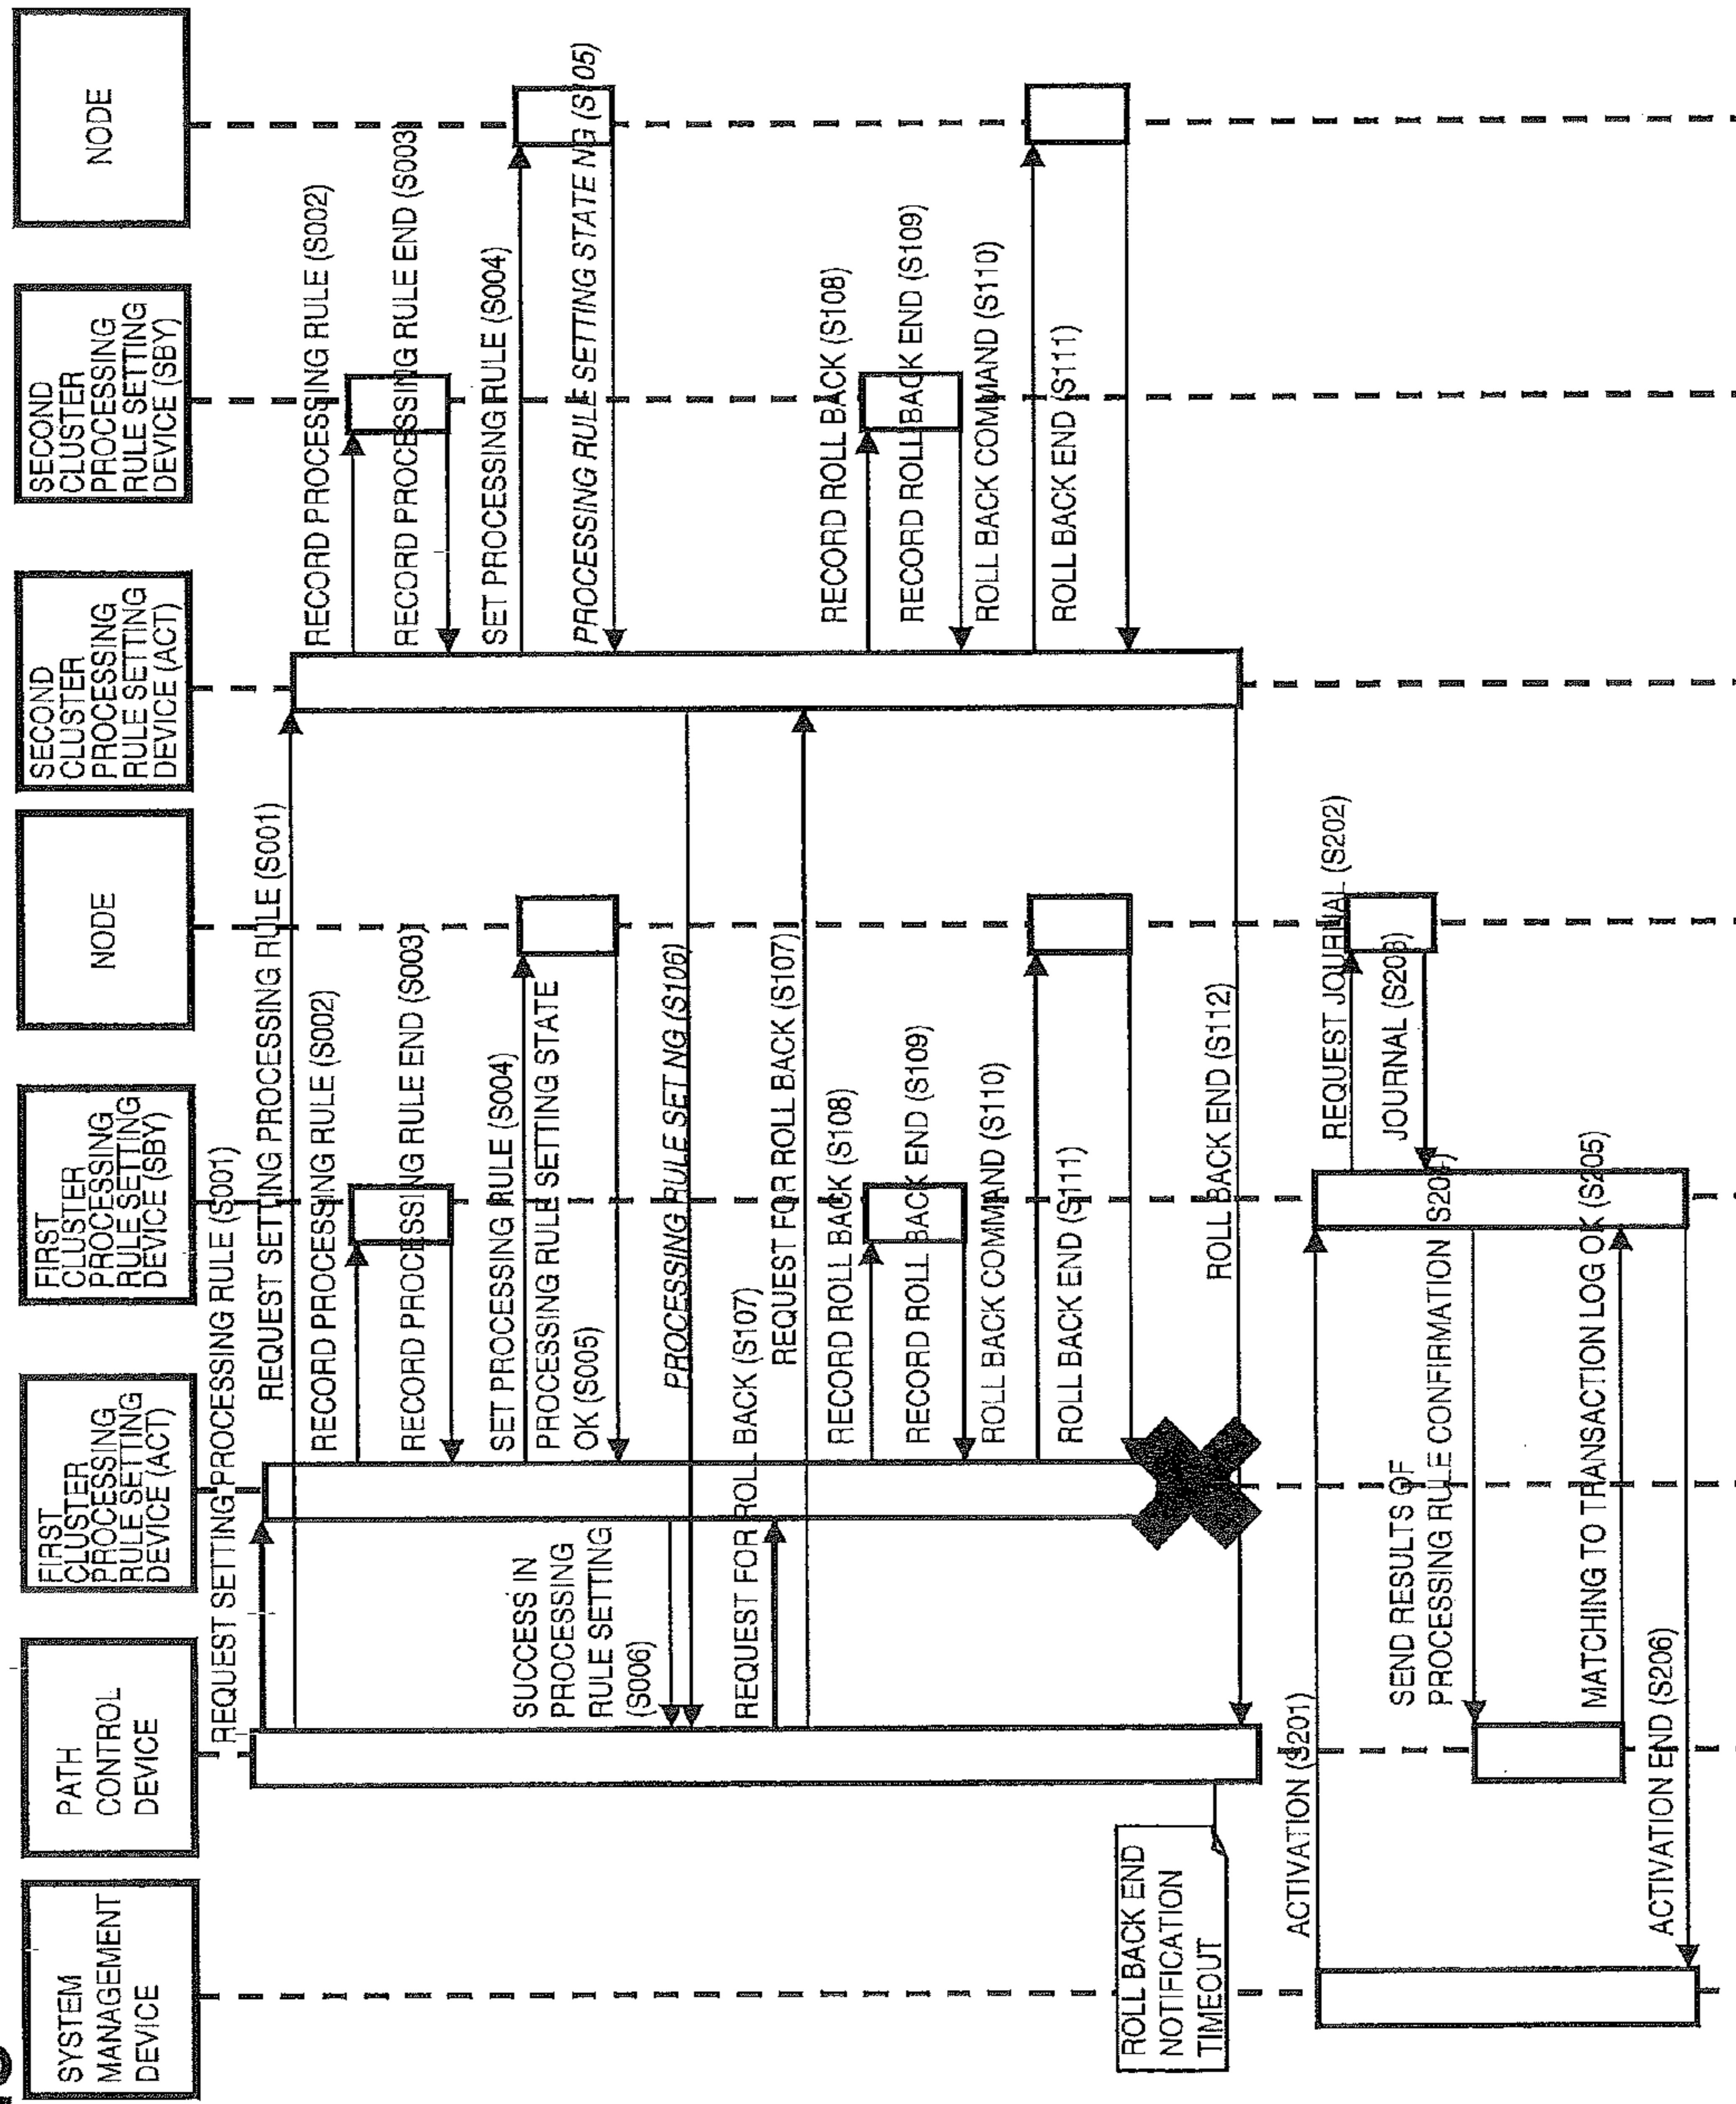 SYSTEM
MANAGEMENT
DEVICE
PATH
CONTROL
DEVICE
FIRST
CLUSTER
PROCESSING
RULE SETTING
DEVICE (ACT)
FIRST
CLUSTER
PROCESSING
RULE SETTING
DEVICE (SBY)
NODE
SECOND
CLUSTER
PROCESSING
RULE SETTING
DEVICE (ACT)
SECOND
CLUSTER
PROCESSING
RULE SETTING
DEVICE (SBY)
NODE
REQUEST SETTING PROCESSING RULE (S001)
REQUEST SETTING PROCESSING RULE (S001)
RECORD PROCESSING RULE (S002)
RECORD PROCESSING RULE (S002)
RECORD PROCESSING RULE END (S003)
RECORD PROCESSING RULE END (S003
SET PROCESSING RULE (S004)
SET PROCESSING RULE (S004)
PROCESSING RULE SETTING STATE
OK (S005)
PROCESSING RULE SETTING STATE NG (S105)
SUCCESS IN
PROCESSING
RULE SETTING
(S006)
PROCESSING RULE SET NG (S106)
REQUEST FOR ROLL BACK (S107)
REQUEST FOR ROLL BACK (S107)
RECORD ROLL BACK (S108)
RECORD ROLL BACK (S108)
RECORD ROLL BACK END (S109)
RECORD ROLL BACK END (S109)
ROLL BACK COMMAND (S110)
ROLL BACK COMMAND (S110)
ROLL BACK END (S111)
ROLL BACK END (S111)
ROLL BACK END
NOTIFICATION
TIMEOUT
ROLL BACK END (S112)
ACTIVATION (S201)
REQUEST JOURNAL (S202)
JOURNAL (S203)
SEND RESULTS OF
PROCESSING RULE CONFIRMATION S204)
MATCHING TO TRANSACTION LOG OK (S205)
ACTIVATION END (S206)